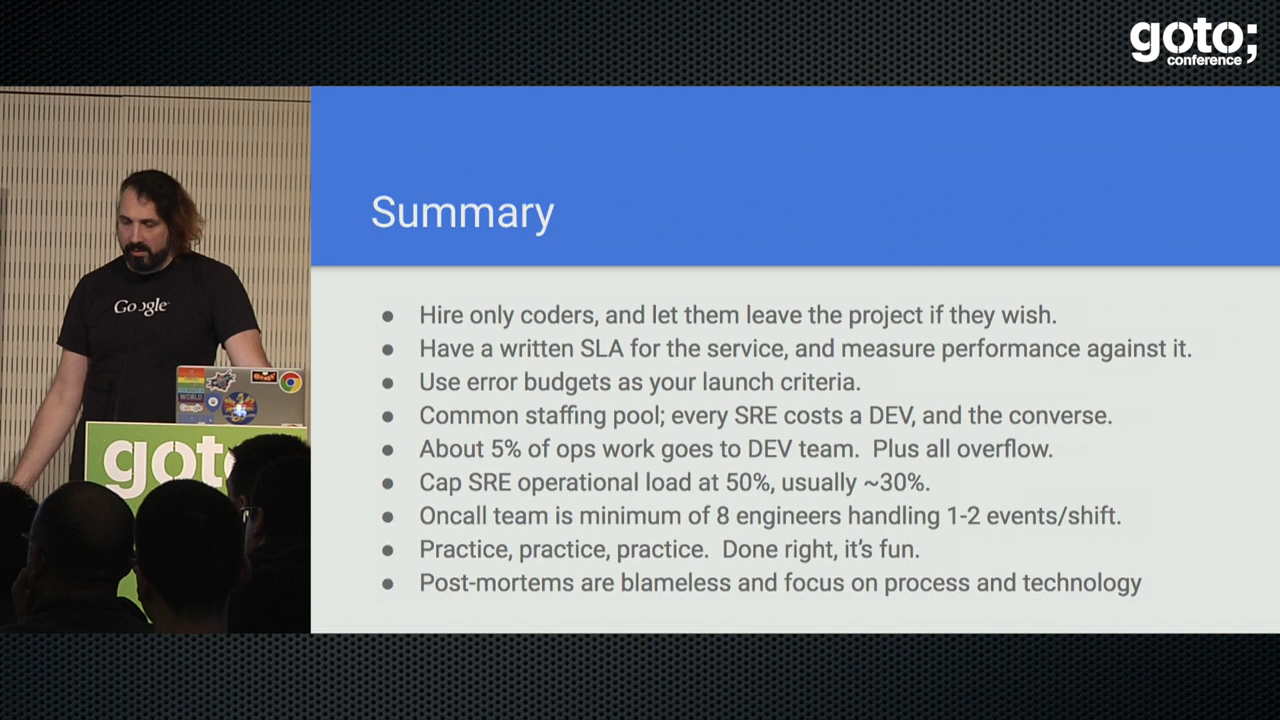 goto;
conference
Summary
● Hire only coders, and let them leave the project if they wish.
● Have a written SLA for the service, and measure performance against it.
● Use error budgets as your launch criteria.
● Common staffing pool; every SRE costs a DEV, and the converse.
● About 5% of ops work goes to DEV team.  Plus all overflow.
● Cap SRE operational load at 50%, usually ~30%.
● Oncall team is minimum of 8 engineers handling 1-2 events/shift.
● Practice, practice, practice.  Done right, it’s fun.
● Post-mortems are blameless and focus on process and technology
Google
WORLD
goto